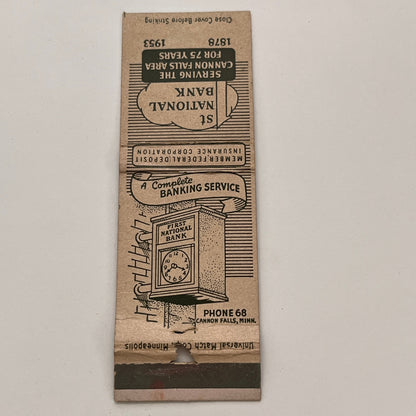 Close Cover Before Striking
1878 1953
SERVING THE
CANNON FALLS AREA
FOR 75 YEARS
st
NATIONAL
BANK
MEMBER FEDERAL DEPOSIT
INSURANCE CORPORATION
A Complete
BANKING SERVICE
FIRST
NATIONAL
BANK
PHONE 68
CANNON FALLS, MINN.
Universal Match Corp., Minneapolis